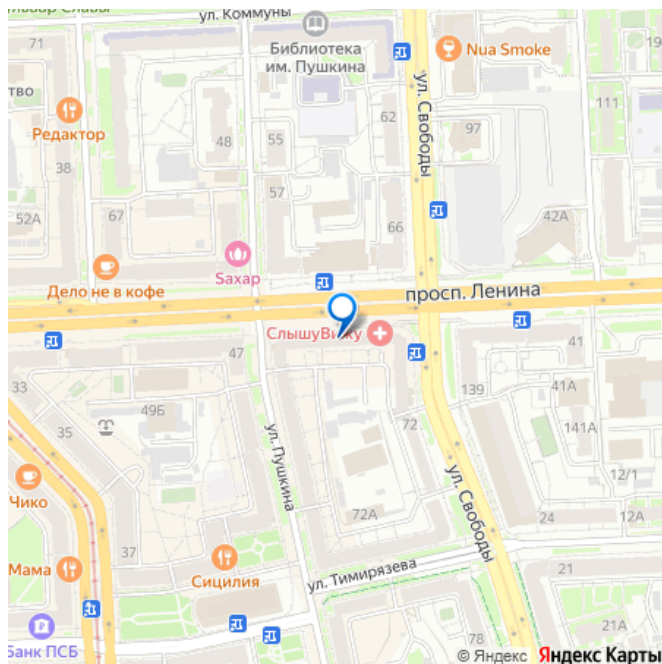 бульвар Славы
ул. Коммуны
71
Библиотека
им. Пушкина
Nua Smoke
19
ул. Свободы
Редактор
38
48
55
62
97
111
57
52А
67
66
42А
Saxap
Дело не в кофе
просп. Ленина
СлышуВижу
47
33
35
49Б
139
41А
141А
72
ул. Пушкина
12/1
Чико
72А
ул. Свободы
24
12А
37
Мама
Сицилия
ул. Тимирязева
21
Банк ПСБ
78
21А
© Яндекс Яндекс Карты